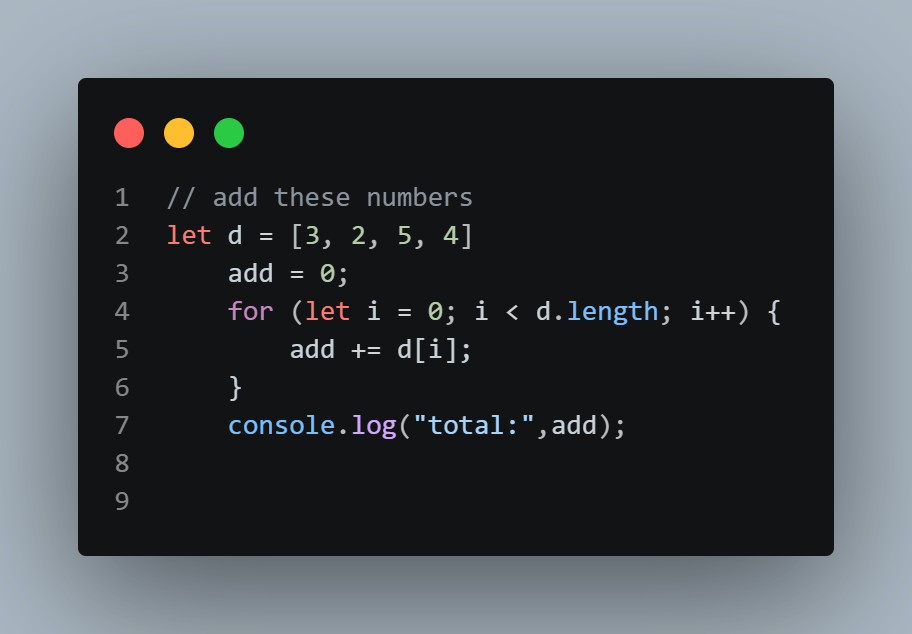 1 // add these numbers
2 let d = [3, 2, 5, 4]
3     add = 0;
4     for (let i = 0; i < d.length; i++) {
5         add += d[i];
6     }
7     console.log("total:",add);
8
9